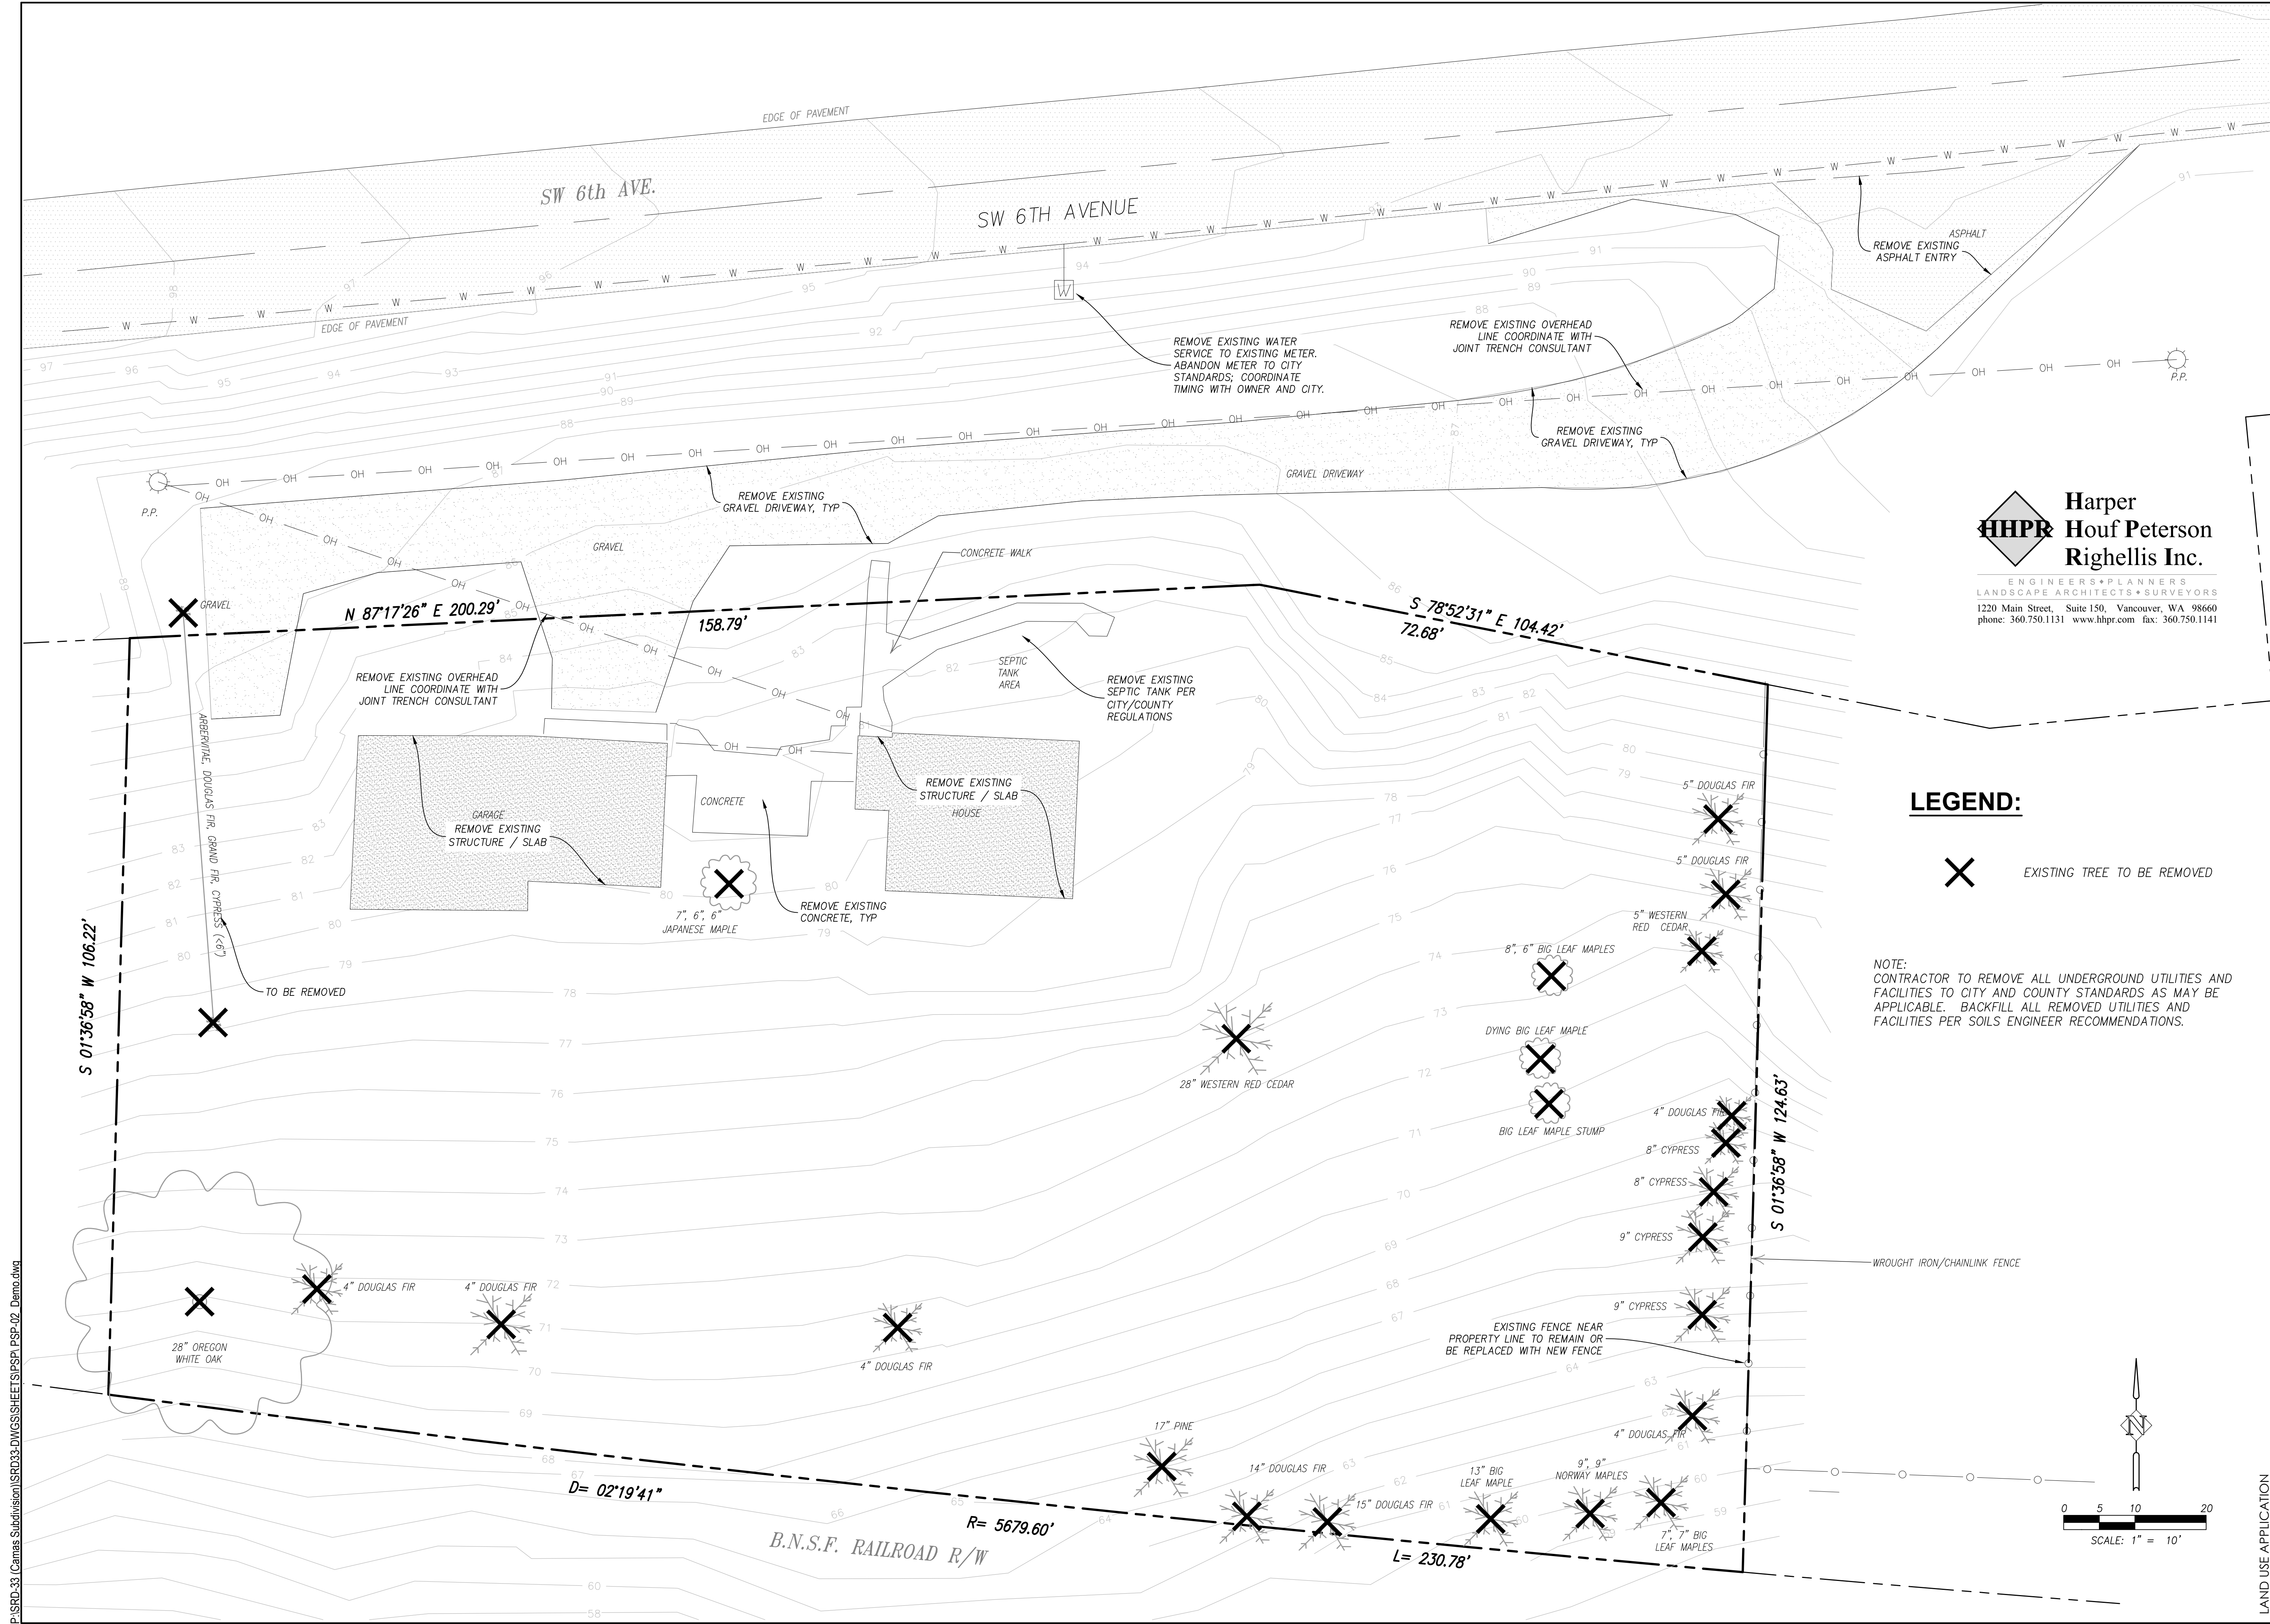 EDGE OF PAVEMENT
SW 6th AVE.
SW 6TH AVENUE
EDGE OF PAVEMENT
ASPHALT
REMOVE EXISTING
ASPHALT ENTRY
REMOVE EXISTING WATER
SERVICE TO EXISTING METER.
ABANDON METER TO CITY
STANDARDS; COORDINATE
TIMING WITH OWNER AND CITY.
REMOVE EXISTING OVERHEAD
LINE COORDINATE WITH
JOINT TRENCH CONSULTANT
P.P.
REMOVE EXISTING
GRAVEL DRIVEWAY, TYP
GRAVEL DRIVEWAY
REMOVE EXISTING
GRAVEL DRIVEWAY, TYP
P.P.
GRAVEL
CONCRETE WALK
HHPR
Harper
Houf Peterson
Righellis Inc.
ENGINEERS♦PLANNERS
LANDSCAPE ARCHITECTS♦SURVEYORS
1220 Main Street, Suite 150, Vancouver, WA 98660
phone: 360.750.1131 www.hhpr.com fax: 360.750.1141
GRAVEL
N 87°17'26" E 200.29'
158.79'
S 78°52'31" E 104.42'
72.68'
SEPTIC
TANK
AREA
REMOVE EXISTING
SEPTIC TANK PER
CITY/COUNTY
REGULATIONS
REMOVE EXISTING OVERHEAD
LINE COORDINATE WITH
JOINT TRENCH CONSULTANT
ARBERVITAE, DOUGLAS FIR, GRAND FIR, CYPRESS (<6")
TO BE REMOVED
GARAGE
REMOVE EXISTING
STRUCTURE / SLAB
CONCRETE
REMOVE EXISTING
STRUCTURE / SLAB
HOUSE
7", 6", 6"
JAPANESE MAPLE
REMOVE EXISTING
CONCRETE, TYP
S 01°36'58" W 106.22'
5" DOUGLAS FIR
5" DOUGLAS FIR
5" WESTERN
RED CEDAR
8", 6" BIG LEAF MAPLES
DYING BIG LEAF MAPLE
BIG LEAF MAPLE STUMP
28" WESTERN RED CEDAR
LEGEND:
EXISTING TREE TO BE REMOVED
NOTE:
CONTRACTOR TO REMOVE ALL UNDERGROUND UTILITIES AND
FACILITIES TO CITY AND COUNTY STANDARDS AS MAY BE
APPLICABLE. BACKFILL ALL REMOVED UTILITIES AND
FACILITIES PER SOILS ENGINEER RECOMMENDATIONS.
4" DOUGLAS FIR
8" CYPRESS
8" CYPRESS
9" CYPRESS
9" CYPRESS
S 01°36'58" W 124.63'
WROUGHT IRON/CHAINLINK FENCE
EXISTING FENCE NEAR
PROPERTY LINE TO REMAIN OR
BE REPLACED WITH NEW FENCE
28" OREGON
WHITE OAK
4" DOUGLAS FIR
4" DOUGLAS FIR
4" DOUGLAS FIR
4" DOUGLAS FIR
17" PINE
14" DOUGLAS FIR
15" DOUGLAS FIR
13" BIG
LEAF MAPLE
9", 9"
NORWAY MAPLES
7", 7" BIG
LEAF MAPLES
D= 02°19'41"
R= 5679.60'
L= 230.78'
B.N.S.F. RAILROAD R/W
N
0 5 10 20
SCALE: 1" = 10'
LAND USE APPLICATION